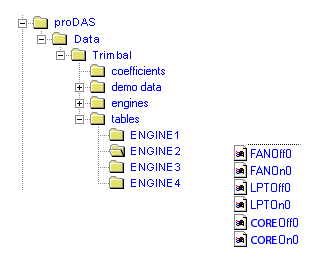 proDAS
Data
Trimbal
coefficients
demo data
engines
tables
ENGINE1
ENGINE2
ENGINE3
ENGINE4
FANOff0
FANOn0
LPTOff0
LPTOn0
COREOff0
COREOn0